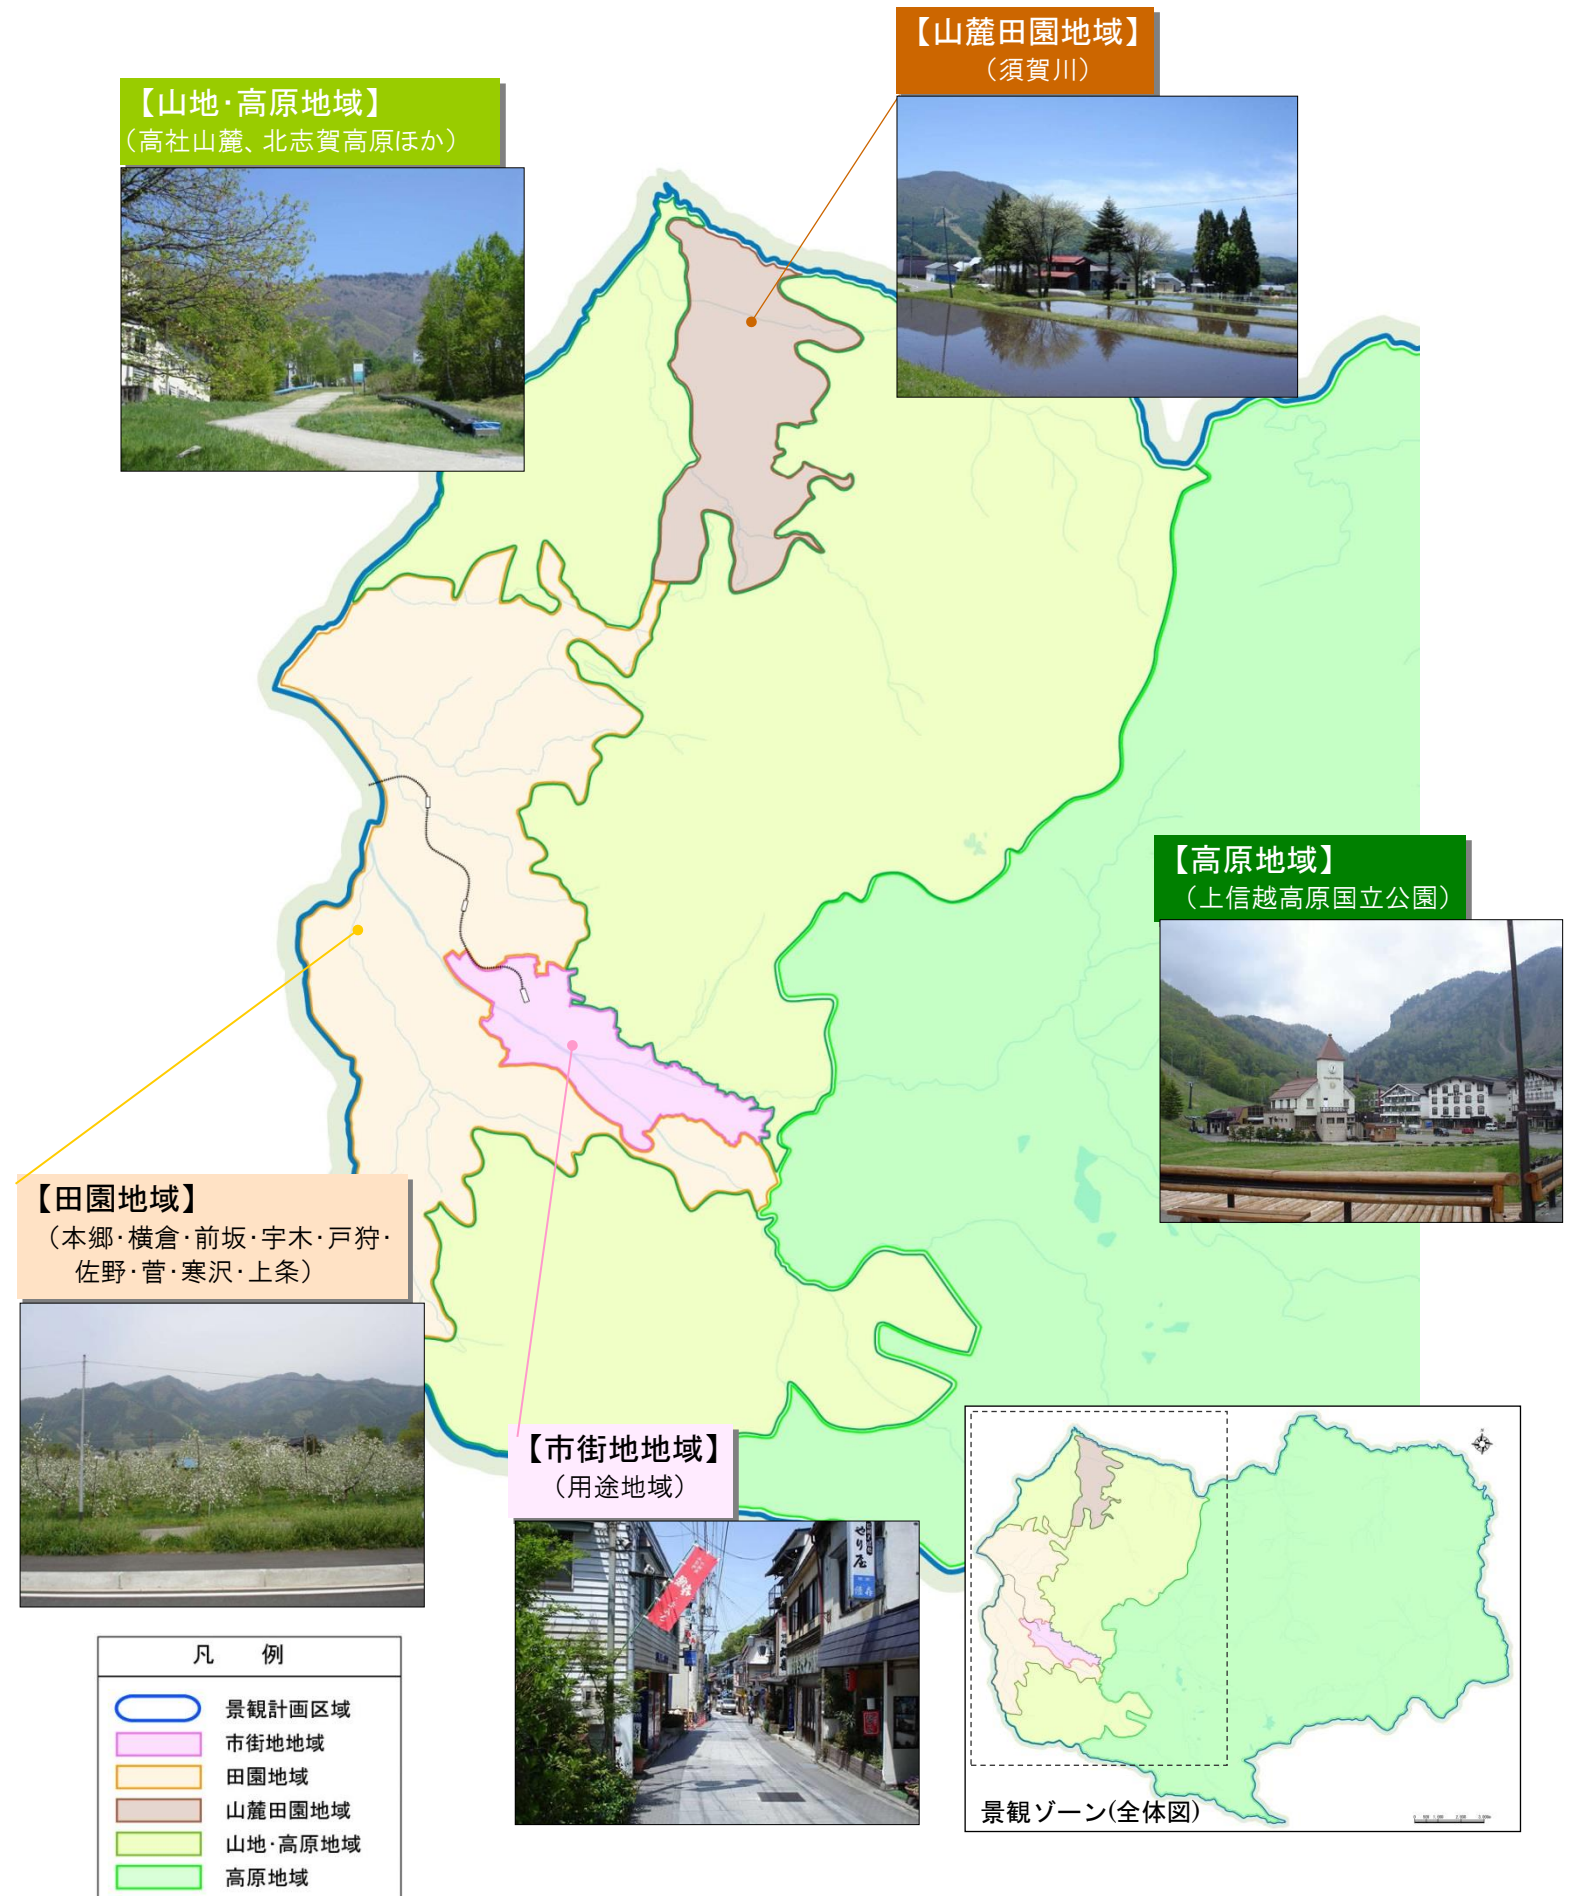 【山麓田園地域】
（須賀川）
【山地・高原地域】
（高社山麓、北志賀高原ほか）
【高原地域】
（上信越高原国立公園）
【田園地域】
（本郷・横倉・前坂・宇木・戸狩・
佐野・菅・寒沢・上条）
【市街地地域】
（用途地域）
やり屋
凡 例
景観計画区域
市街地地域
田園地域
山麓田園地域
山地・高原地域
高原地域
景観ゾーン(全体図)